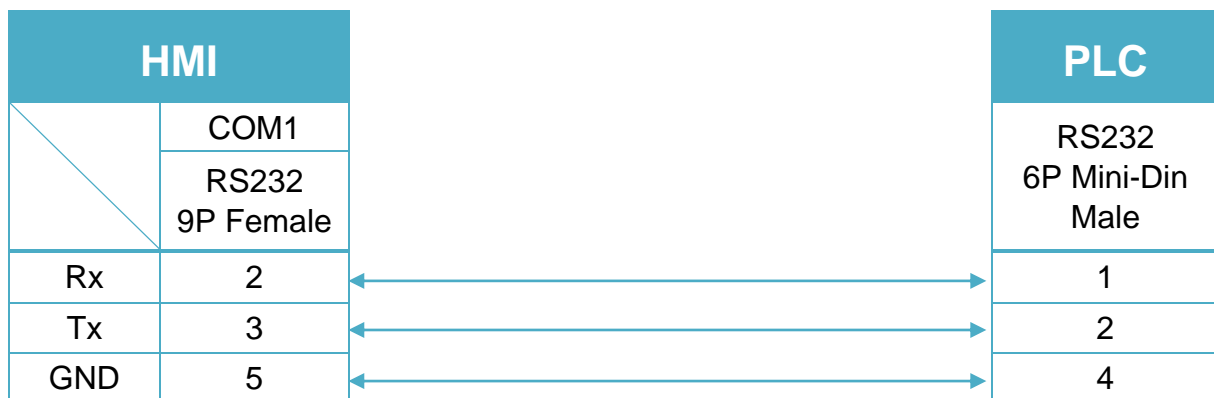 HMI PLC
COM1
RS232
9P Female
RS232
6P Mini-Din
Male
Rx 2 1
Tx 3 2
GND 5 4